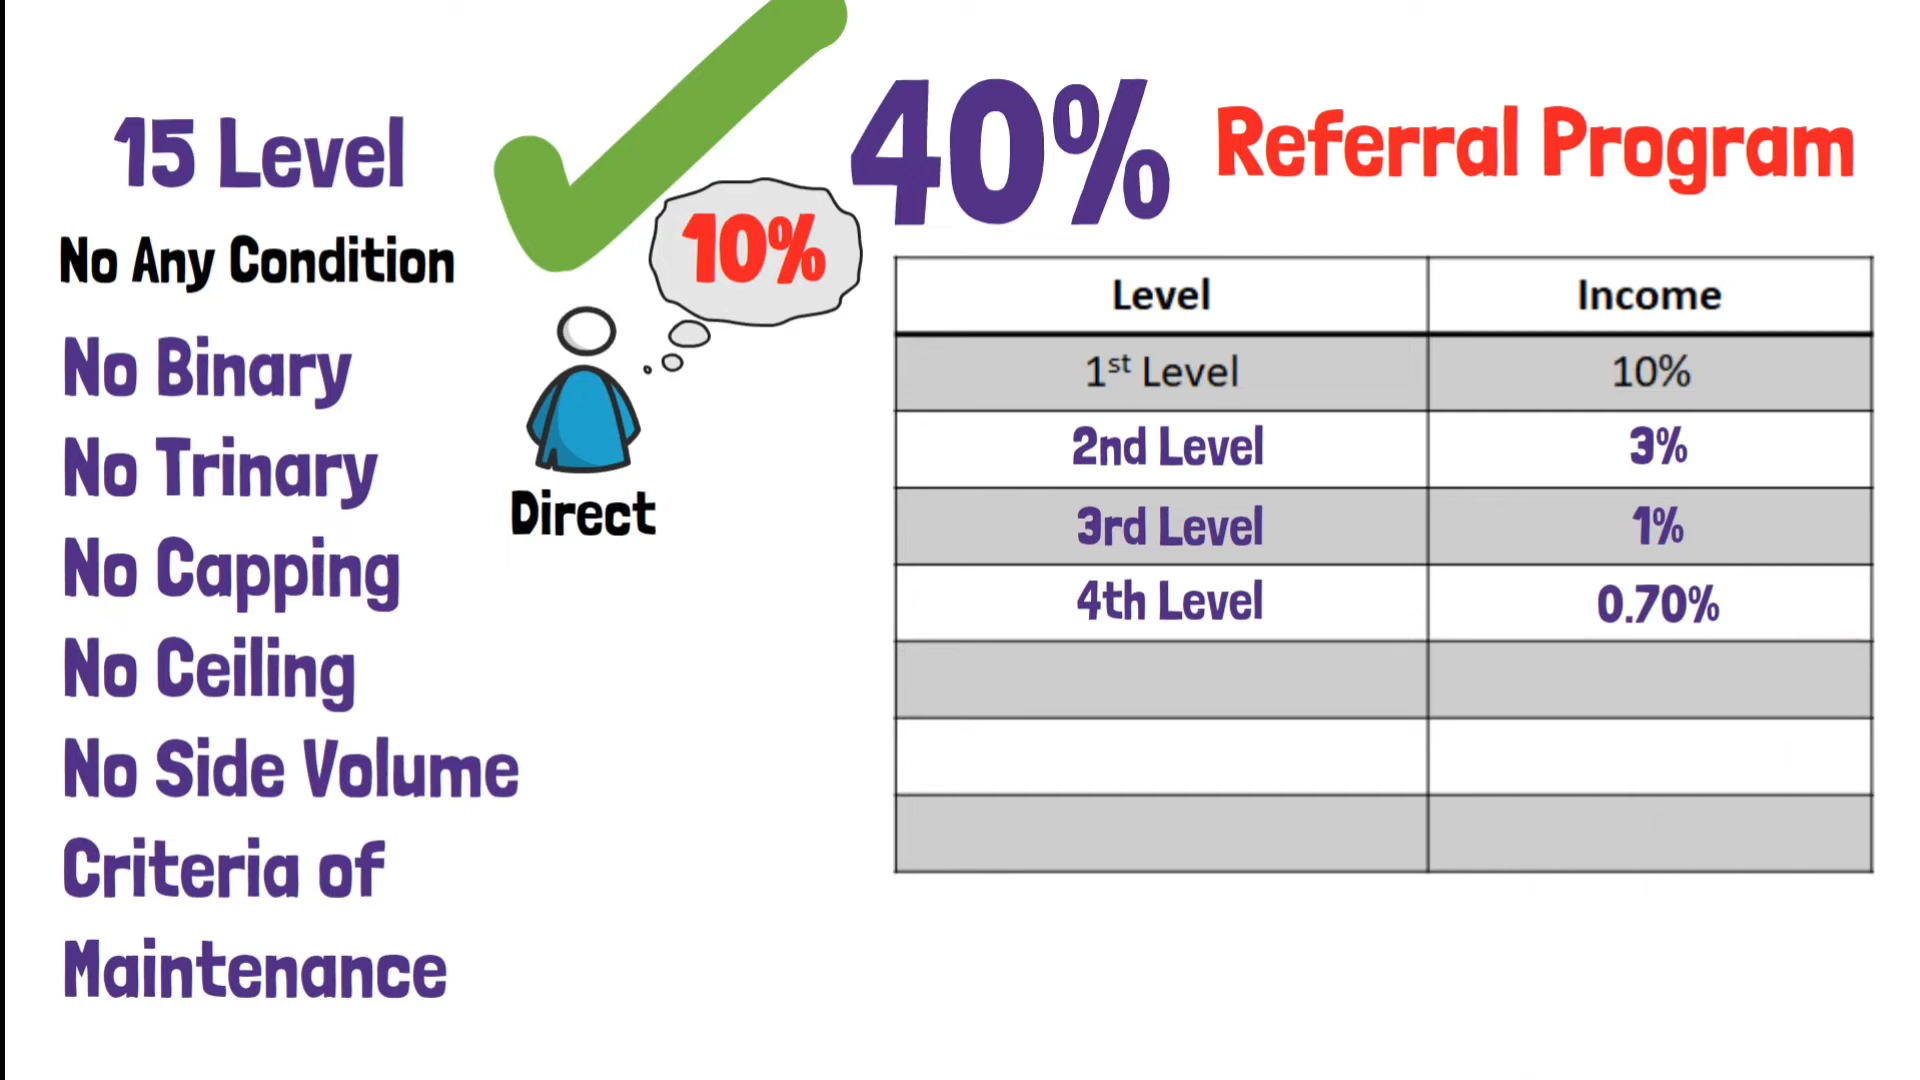 15 Level
No Any Condition
No Binary
No Trinary
No Capping
No Ceiling
No Side Volume
Criteria of
Maintenance
10%
Direct
40% Referral Program
Level Income
1st Level 10%
2nd Level 3%
3rd Level 1%
4th Level 0.70%